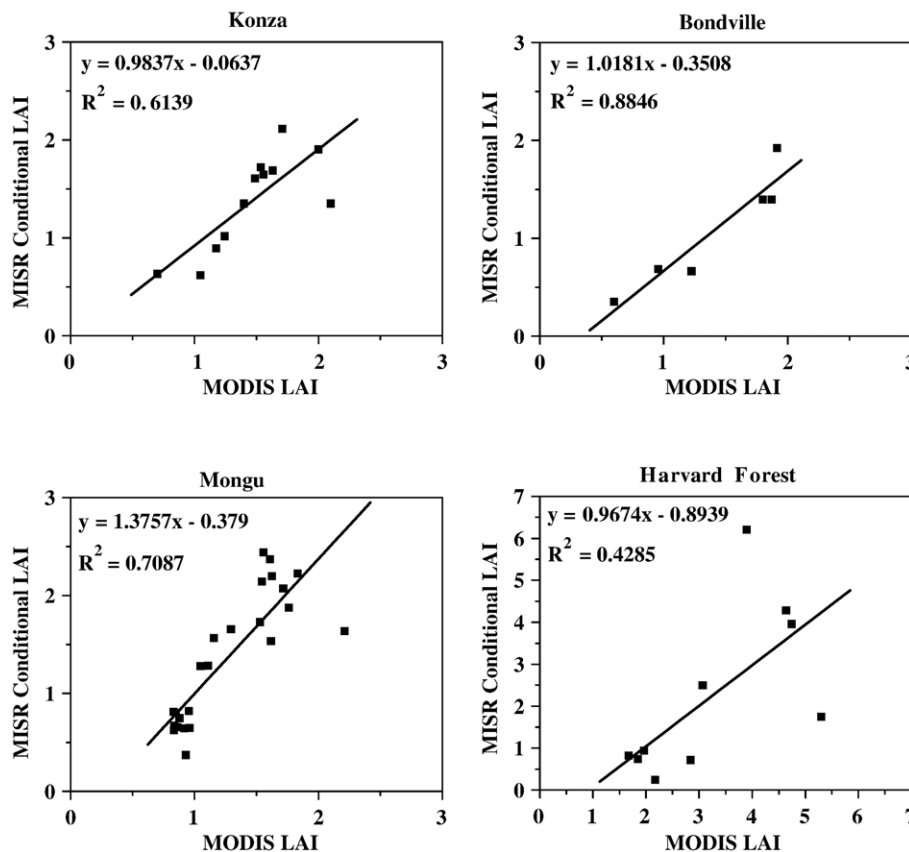 Konza
y = 0.9837x - 0.0637
R² = 0.6139
MISR Conditional LAI
3
2
1
0
0 1 2 3
MODIS LAI
Bondville
y = 1.0181x - 0.3508
R² = 0.8846
MISR Conditional LAI
3
2
1
0
0 1 2 3
MODIS LAI
Mongu
y = 1.3757x - 0.379
R² = 0.7087
MISR Conditional LAI
3
2
1
0
0 1 2 3
MODIS LAI
Harvard Forest
y = 0.9674x - 0.8939
R² = 0.4285
MISR Conditional LAI
7
6
5
4
3
2
1
0
0 1 2 3 4 5 6 7
MODIS LAI